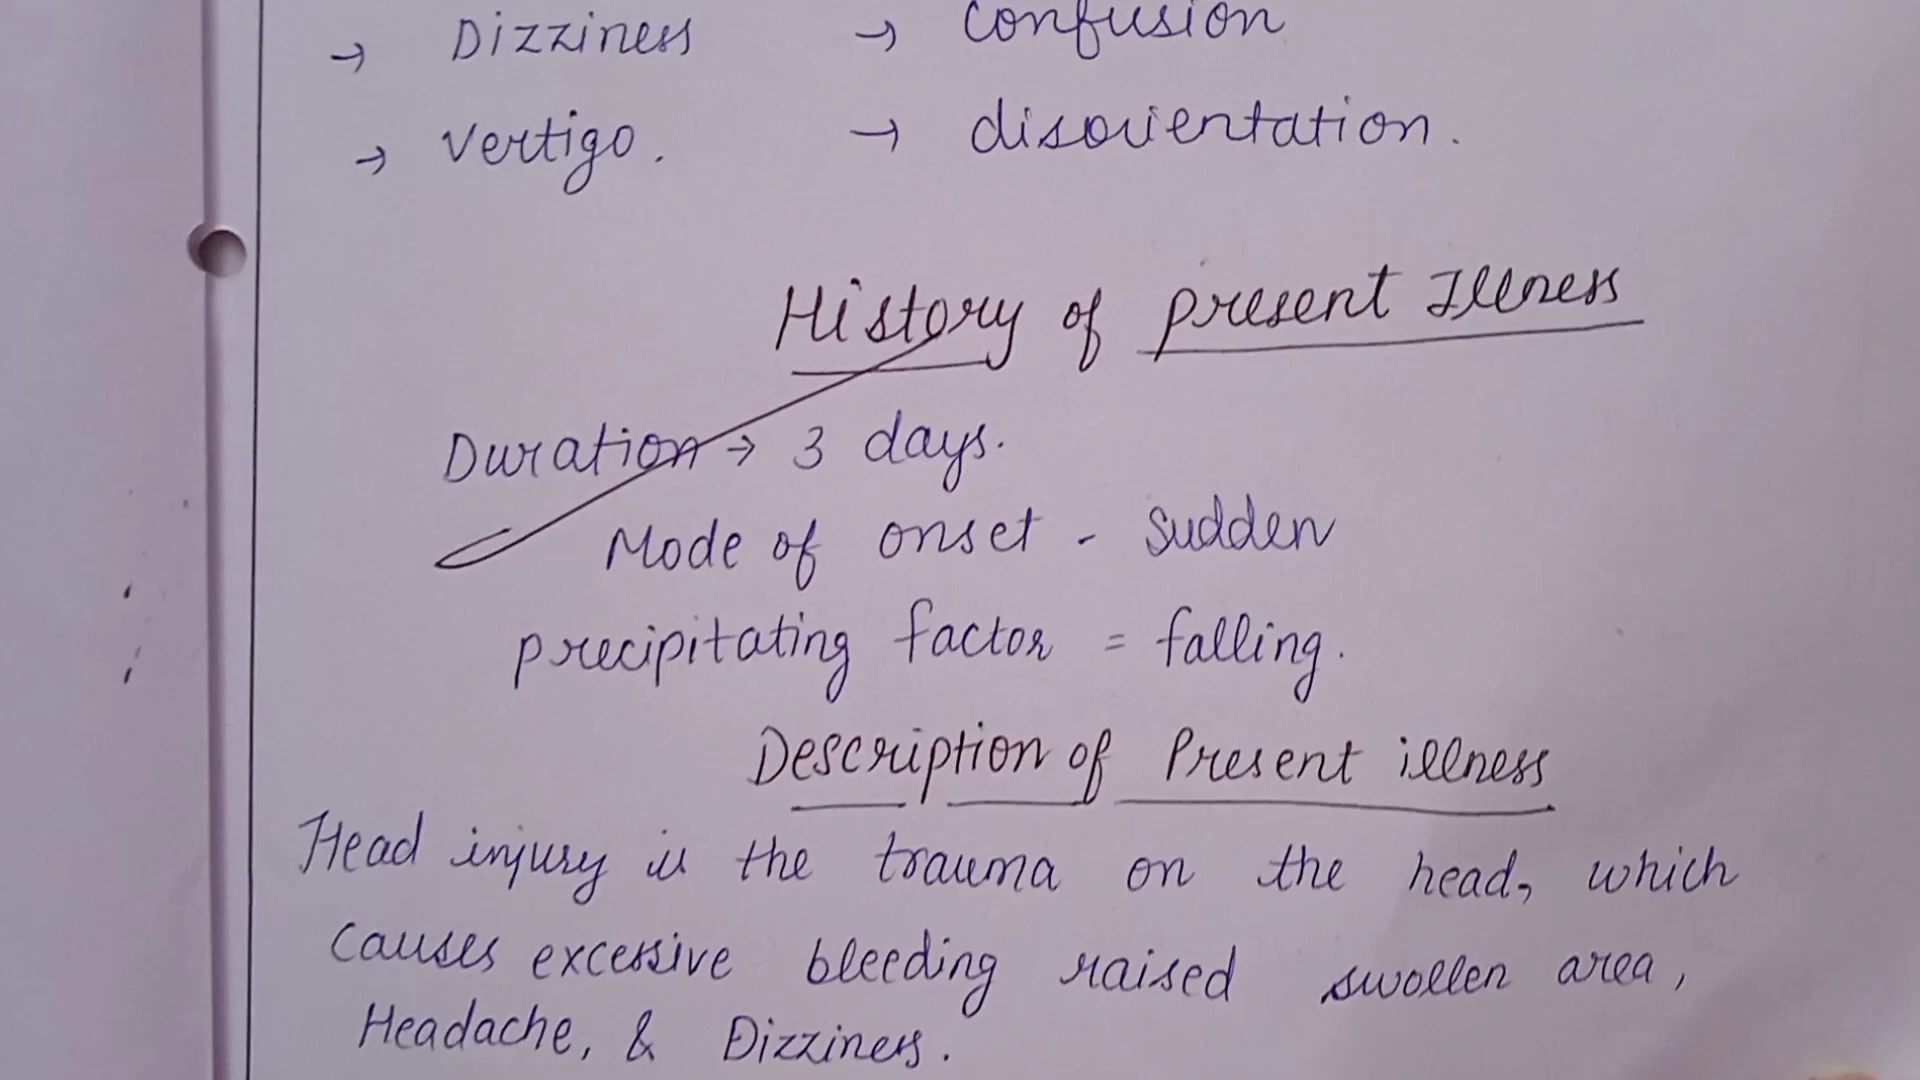 → Dizziness → Confusion
→ Vertigo. → disorientation.
History of present Illness
Duration → 3 days.
Mode of onset - Sudden
precipitating factor = falling.
Description of Present illness
Head injury is the trauma on the head, which
causes excessive bleeding raised swollen area,
Headache, & Dizziness.